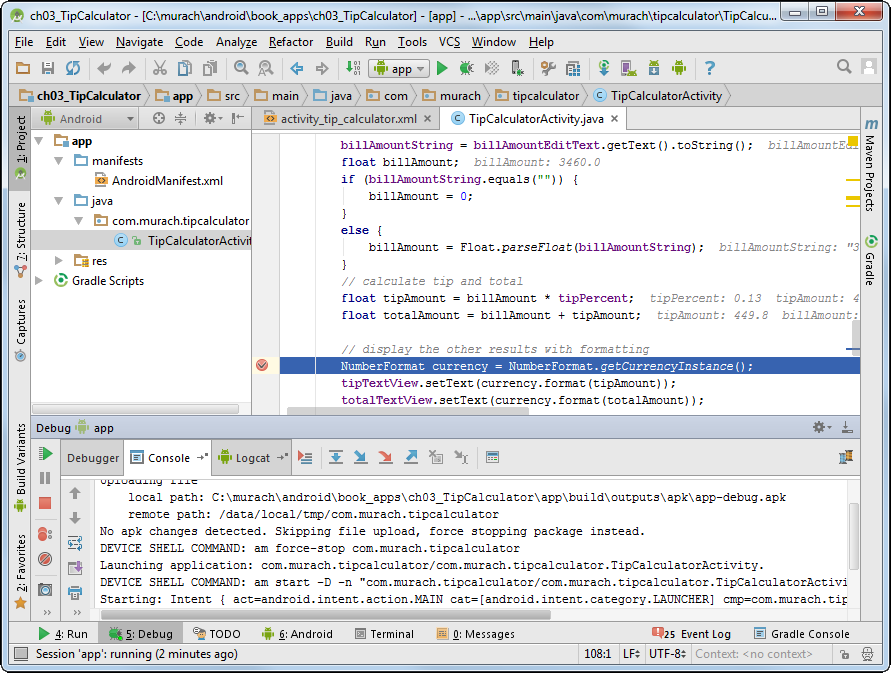 ch03_TipCalculator - [C:\murach\android\book_apps\ch03_TipCalculator] - [app] - ...\app\src\main\java\com\murach\tipcalculator\TipCalcu...
File Edit View Navigate Code Analyze Refactor Build Run Tools VCS Window Help
app
ch03_TipCalculator app src main java com murach tipcalculator TipCalculatorActivity
Android
activity_tip_calculator.xml TipCalculatorActivity.java
1: Project
7: Structure
Captures
Build Variants
2: Favorites
app
manifests
AndroidManifest.xml
java
com.murach.tipcalculator
TipCalculatorActivit
res
Gradle Scripts
billAmountString = billAmountEditText.getText().toString(); billAmountEd
float billAmount; billAmount: 3460.0
if (billAmountString.equals("")) {
billAmount = 0;
}
else {
billAmount = Float.parseFloat(billAmountString); billAmountString: "3
}
// calculate tip and total
float tipAmount = billAmount * tipPercent; tipPercent: 0.13 tipAmount: 4
float totalAmount = billAmount + tipAmount; tipAmount: 449.8 billAmount:
// display the other results with formatting
NumberFormat currency = NumberFormat.getCurrencyInstance();
tipTextView.setText(currency.format(tipAmount));
totalTextView.setText(currency.format(totalAmount));
m
Maven Projects
Gradle
Debug app
Debugger Console Logcat
Uploading file
local path: C:\murach\android\book_apps\ch03_TipCalculator\app\build\outputs\apk\app-debug.apk
remote path: /data/local/tmp/com.murach.tipcalculator
No apk changes detected. Skipping file upload, force stopping package instead.
DEVICE SHELL COMMAND: am force-stop com.murach.tipcalculator
Launching application: com.murach.tipcalculator/com.murach.tipcalculator.TipCalculatorActivity.
DEVICE SHELL COMMAND: am start -D -n "com.murach.tipcalculator/com.murach.tipcalculator.TipCalculatorActivi
Starting: Intent { act=android.intent.action.MAIN cat=[android.intent.category.LAUNCHER] cmp=com.murach.tip
4: Run 5: Debug TODO 6: Android Terminal 0: Messages 25 Event Log Gradle Console
Session 'app': running (2 minutes ago) 108:1 LF UTF-8 Context: <no context>